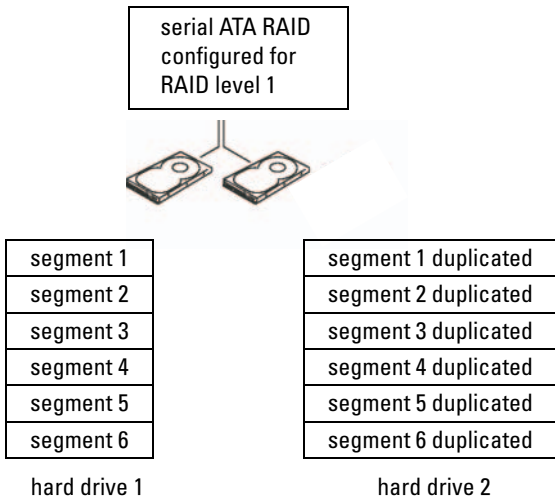 serial ATA RAID
configured for
RAID level 1
segment 1
segment 2
segment 3
segment 4
segment 5
segment 6
hard drive 1
segment 1 duplicated
segment 2 duplicated
segment 3 duplicated
segment 4 duplicated
segment 5 duplicated
segment 6 duplicated
hard drive 2